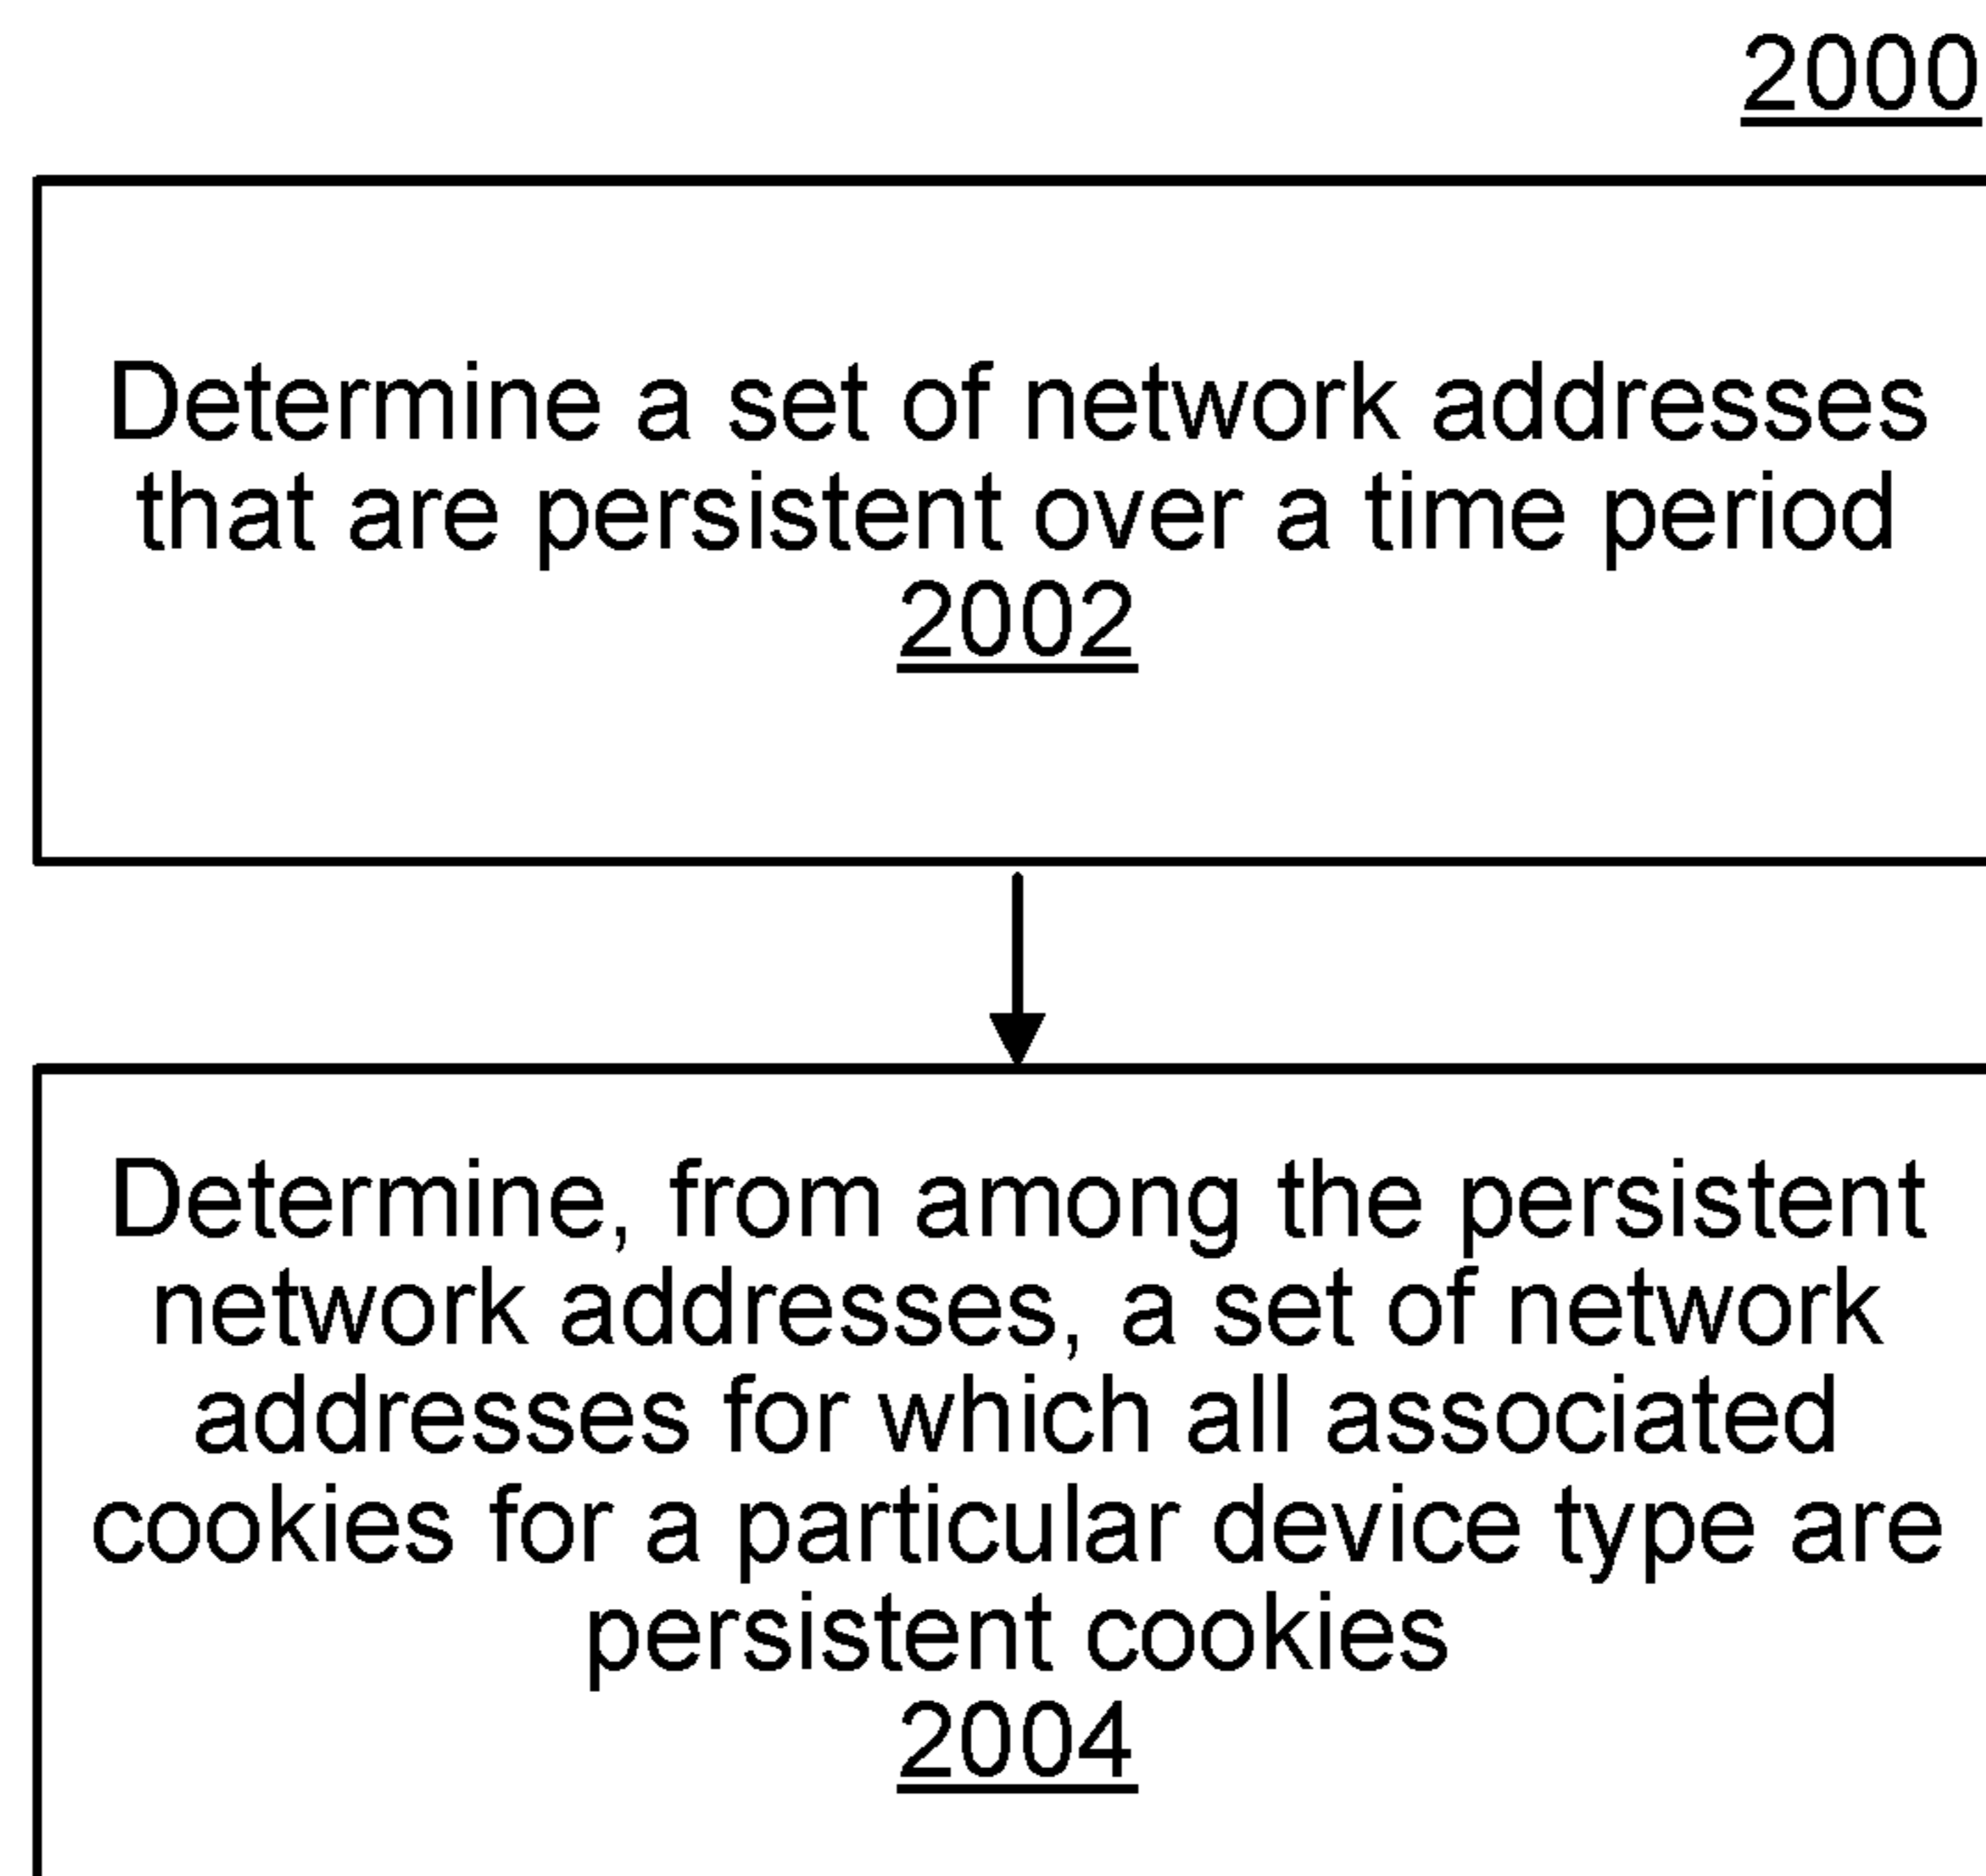 2000
Determine a set of network addresses
that are persistent over a time period
2002
Determine, from among the persistent
network addresses, a set of network
addresses for which all associated
cookies for a particular device type are
persistent cookies
2004